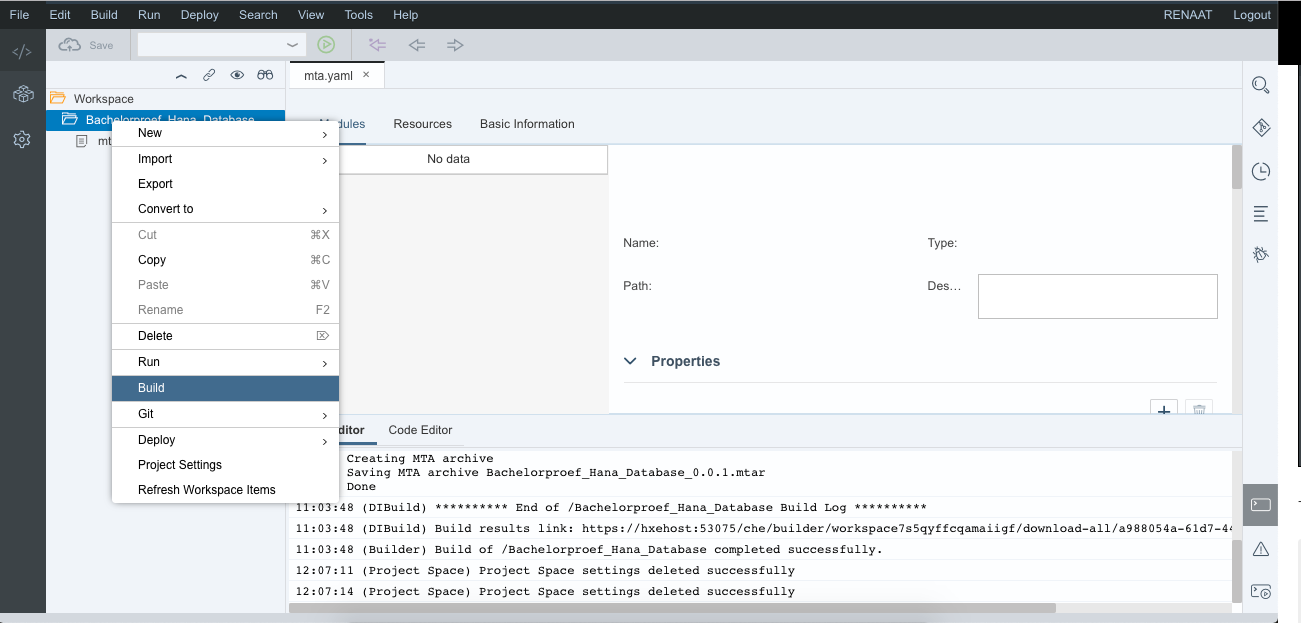 File Edit Build Run Deploy Search View Tools Help RENAAT Logout
Save
mta.yaml ×
Workspace
Bachelorproef_Hana_Database
mt
dules Resources Basic Information
No data
New
Import
Export
Convert to
Cut ⌘X
Copy ⌘C
Paste ⌘V
Rename F2
Delete
Run
Build
Git
Deploy
Project Settings
Refresh Workspace Items
Name: Type:
Path: Des...
Properties
ditor Code Editor
Creating MTA archive
Saving MTA archive Bachelorproef_Hana_Database_0.0.1.mtar
Done
11:03:48 (DIBuild) ********** End of /Bachelorproef_Hana_Database Build Log **********
11:03:48 (DIBuild) Build results link: https://hxehost:53075/che/builder/workspace7s5qyffcqamaiigf/download-all/a988054a-61d7-44
11:03:48 (Builder) Build of /Bachelorproef_Hana_Database completed successfully.
12:07:11 (Project Space) Project Space settings deleted successfully
12:07:14 (Project Space) Project Space settings deleted successfully